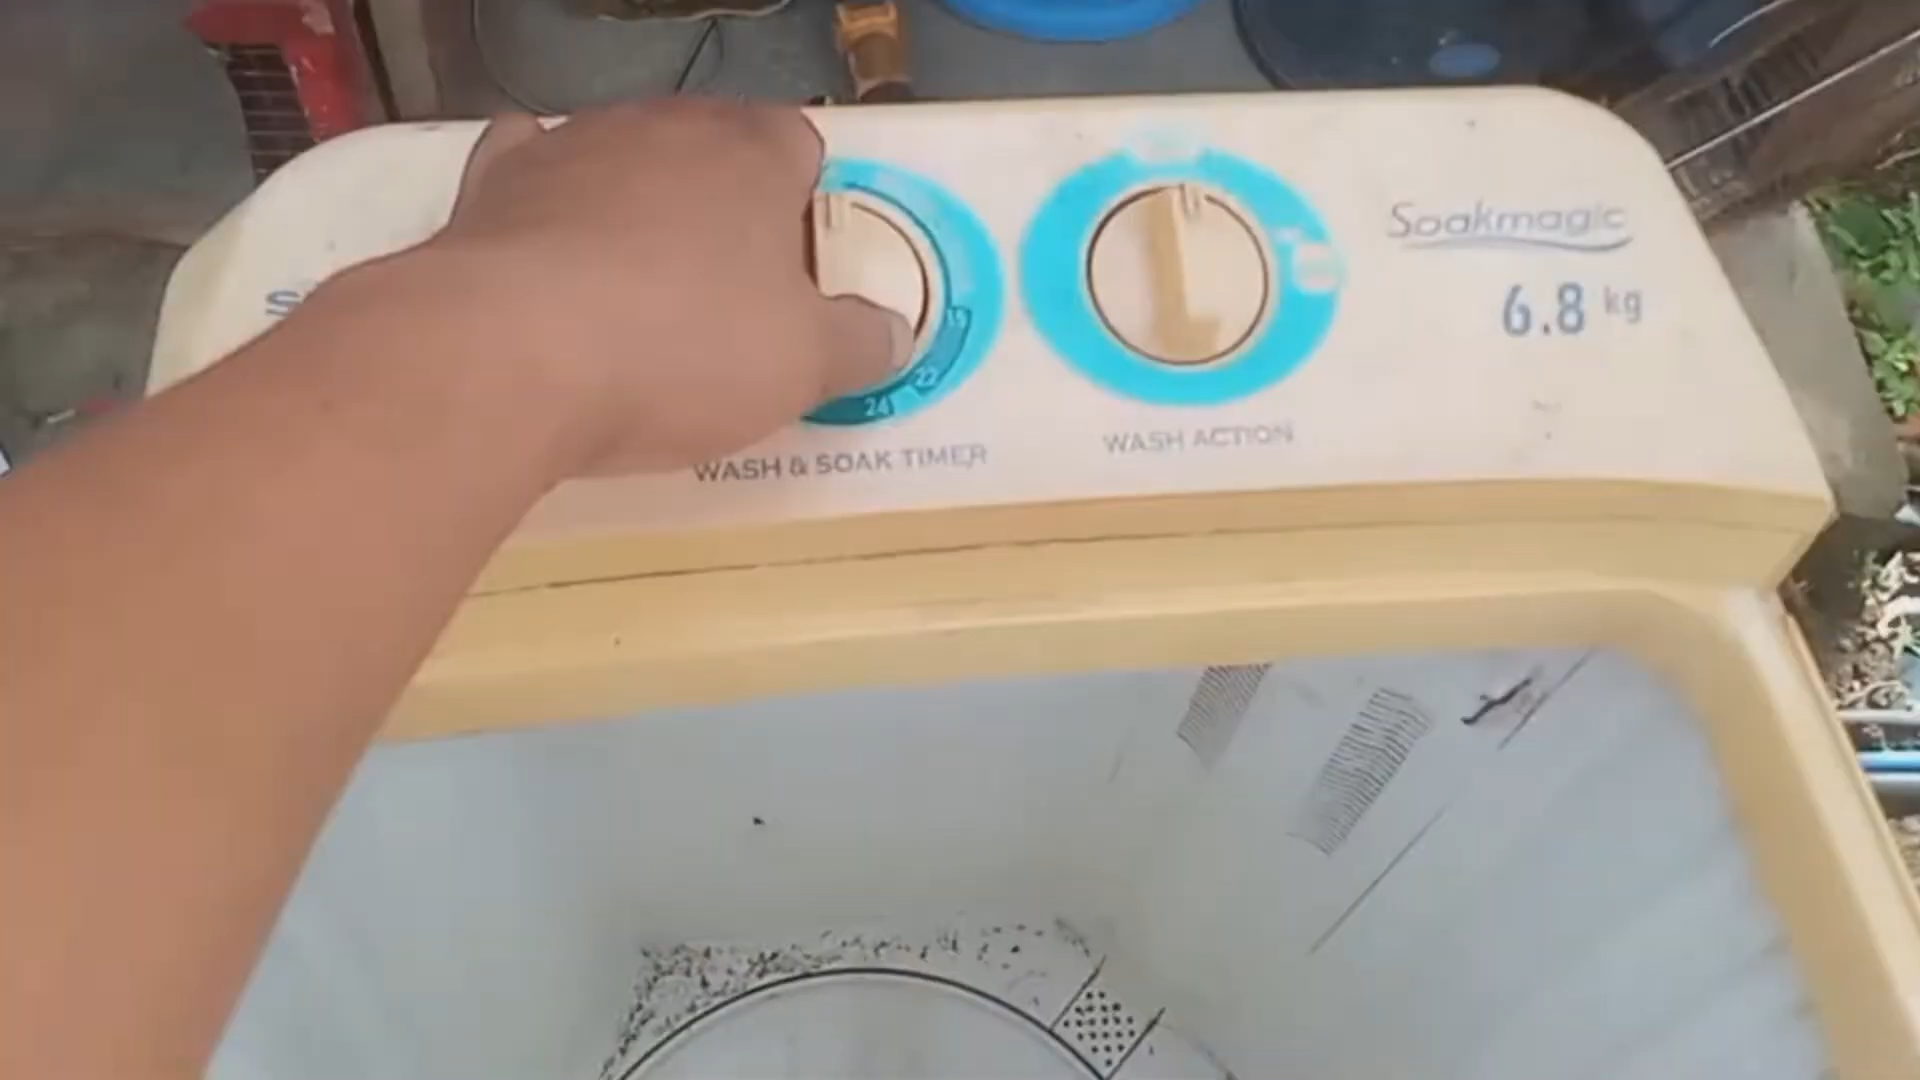 Soakmagic
6.8 kg
15
22
24
WASH & SOAK TIMER
WASH ACTION